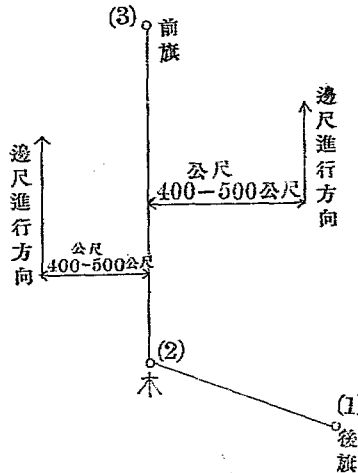 (3)
前旗
邊尺進行方向
公尺
400-500公尺
邊尺進行方向
公尺
400-500公尺
(2)
(1)
後旗